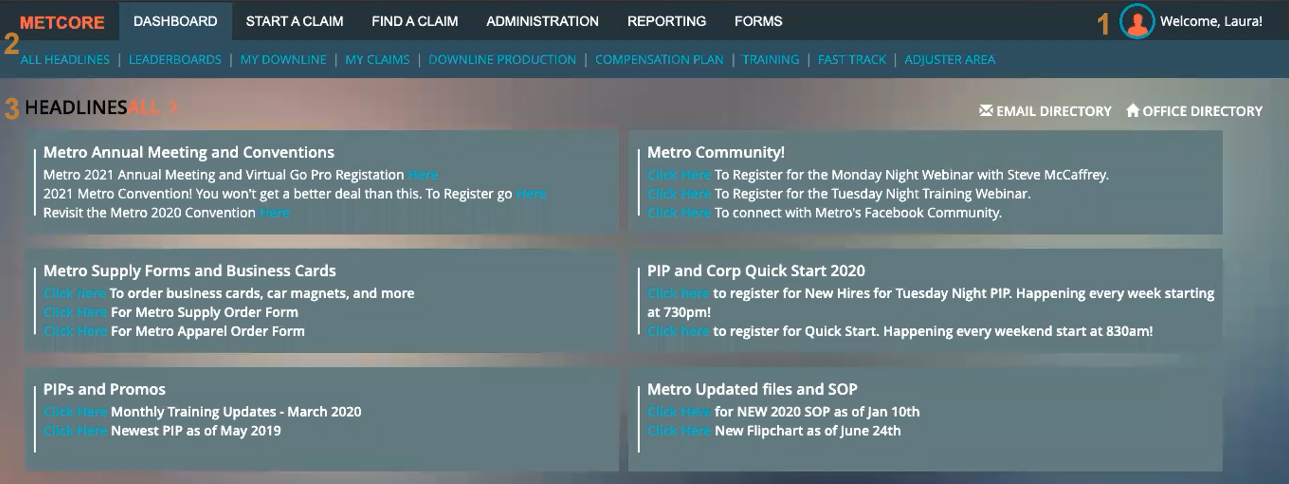 METCORE DASHBOARD START A CLAIM FIND A CLAIM ADMINISTRATION REPORTING FORMS 1 Welcome, Laura!
2
ALL HEADLINES | LEADERBOARDS | MY DOWNLINE | MY CLAIMS | DOWNLINE PRODUCTION | COMPENSATION PLAN | TRAINING | FAST TRACK | ADJUSTER AREA
3 HEADLINES ALL >
EMAIL DIRECTORY OFFICE DIRECTORY
Metro Annual Meeting and Conventions
Metro 2021 Annual Meeting and Virtual Go Pro Registation Here
2021 Metro Convention! You won't get a better deal than this. To Register go Here
Revisit the Metro 2020 Convention Here
Metro Community!
Click Here To Register for the Monday Night Webinar with Steve McCaffrey.
Click Here To Register for the Tuesday Night Training Webinar.
Click Here To connect with Metro's Facebook Community.
Metro Supply Forms and Business Cards
Click here To order business cards, car magnets, and more
Click Here For Metro Supply Order Form
Click Here For Metro Apparel Order Form
PIP and Corp Quick Start 2020
Click here to register for New Hires for Tuesday Night PIP. Happening every week starting
at 730pm!
Click here to register for Quick Start. Happening every weekend start at 830am!
PIPs and Promos
Click Here Monthly Training Updates - March 2020
Click Here Newest PIP as of May 2019
Metro Updated files and SOP
Click Here for NEW 2020 SOP as of Jan 10th
Click Here New Flipchart as of June 24th